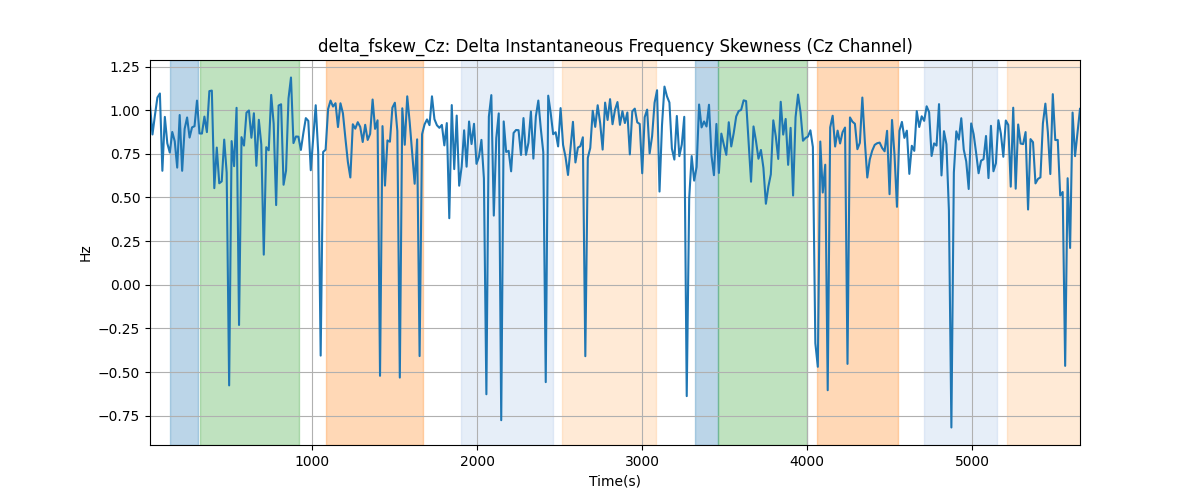 delta_fskew_Cz: Delta Instantaneous Frequency Skewness (Cz Channel)
1.25
1.00
0.75
0.50
0.25
0.00
−0.25
−0.50
−0.75
Hz
1000 2000 3000 4000 5000
Time(s)